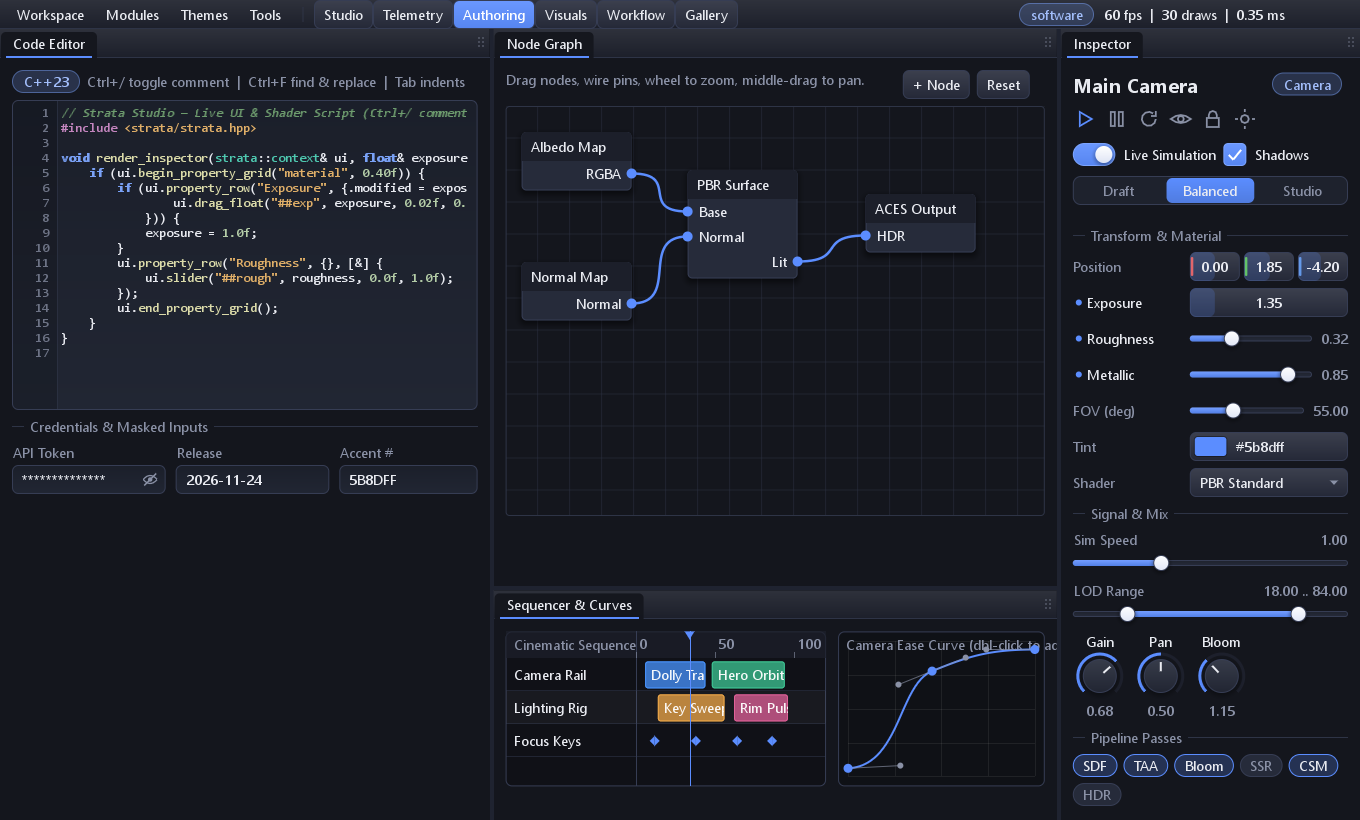 Workspace Modules Themes Tools Studio Telemetry Authoring Visuals Workflow Gallery software 60 fps | 30 draws | 0.35 ms
Code Editor
C++23 Ctrl+/ toggle comment | Ctrl+F find & replace | Tab indents
1 // Strata Studio — Live UI & Shader Script (Ctrl+/ comment
2 #include <strata/strata.hpp>
3
4 void render_inspector(strata::context& ui, float& exposure
5 if (ui.begin_property_grid("material", 0.40f)) {
6 if (ui.property_row("Exposure", {.modified = expos
7 ui.drag_float("##exp", exposure, 0.02f, 0.
8 })) {
9 exposure = 1.0f;
10 }
11 ui.property_row("Roughness", {}, [&] {
12 ui.slider("##rough", roughness, 0.0f, 1.0f);
13 });
14 ui.end_property_grid();
15 }
16 }
17
Credentials & Masked Inputs
API Token Release Accent #
************** 2026-11-24 5B8DFF
Node Graph
Drag nodes, wire pins, wheel to zoom, middle-drag to pan. + Node Reset
Albedo Map
RGBA
Normal Map
Normal
PBR Surface
Base
Normal
Lit
ACES Output
HDR
Sequencer & Curves
Cinematic Sequence 0 50 100
Camera Rail Dolly Tra Hero Orbit
Lighting Rig Key Sweep Rim Pul
Focus Keys
Camera Ease Curve (dbl-click to ad
Inspector
Main Camera Camera
Live Simulation Shadows
Draft Balanced Studio
Transform & Material
Position 0.00 1.85 -4.20
Exposure 1.35
Roughness 0.32
Metallic 0.85
FOV (deg) 55.00
Tint #5b8dff
Shader PBR Standard
Signal & Mix
Sim Speed 1.00
LOD Range 18.00 .. 84.00
Gain Pan Bloom
0.68 0.50 1.15
Pipeline Passes
SDF TAA Bloom SSR CSM
HDR